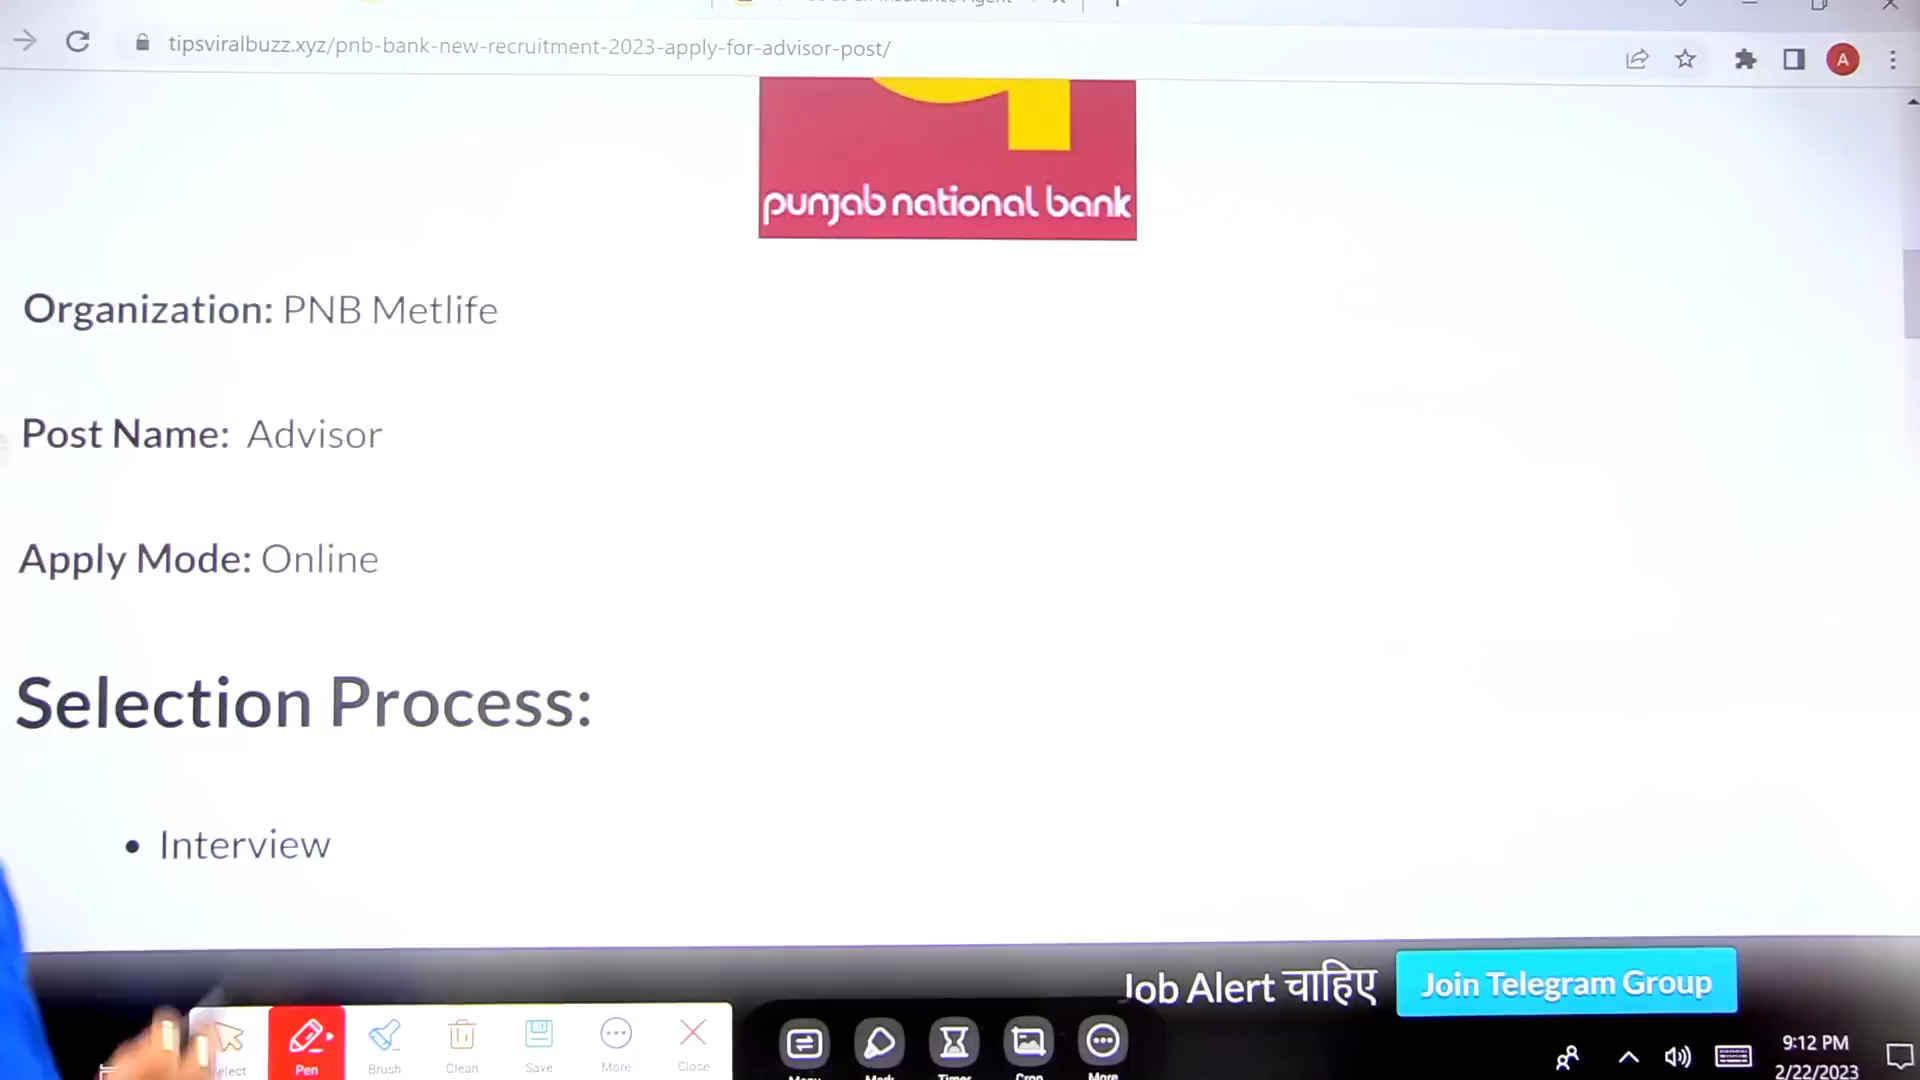 tipsviralbuzz.xyz/pnb-bank-new-recruitment-2023-apply-for-advisor-post/
A
punjab national bank
Organization: PNB Metlife
Post Name: Advisor
Apply Mode: Online
Selection Process:
• Interview
Job Alert चाहिए
Join Telegram Group
Pen
Brush
Clean
Save
More
Close
More
9:12 PM
2/22/2023